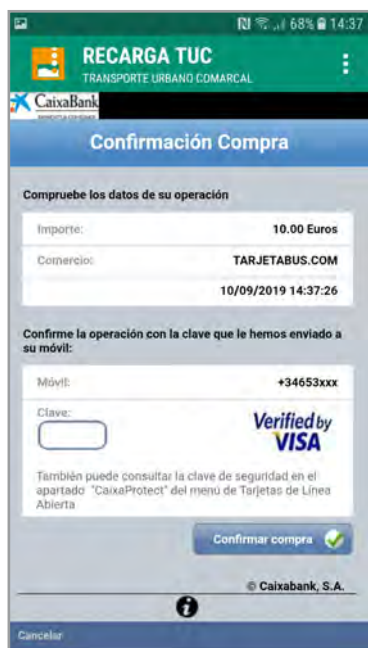 68% 14:37
RECARGA TUC
TRANSPORTE URBANO COMARCAL
CaixaBank
Confirmación Compra
Compruebe los datos de su operación
Importe: 10.00 Euros
Comercio: TARJETABUS.COM
10/09/2019 14:37:26
Confirme la operación con la clave que le hemos enviado a
su móvil:
Móvil: +34653xxx
Clave:
Verified by
VISA
También puede consultar la clave de seguridad en el
apartado "CaixaProtect" del menú de Tarjetas de Línea
Abierta
Confirmar compra
© Caixabank, S.A.
Cancelar